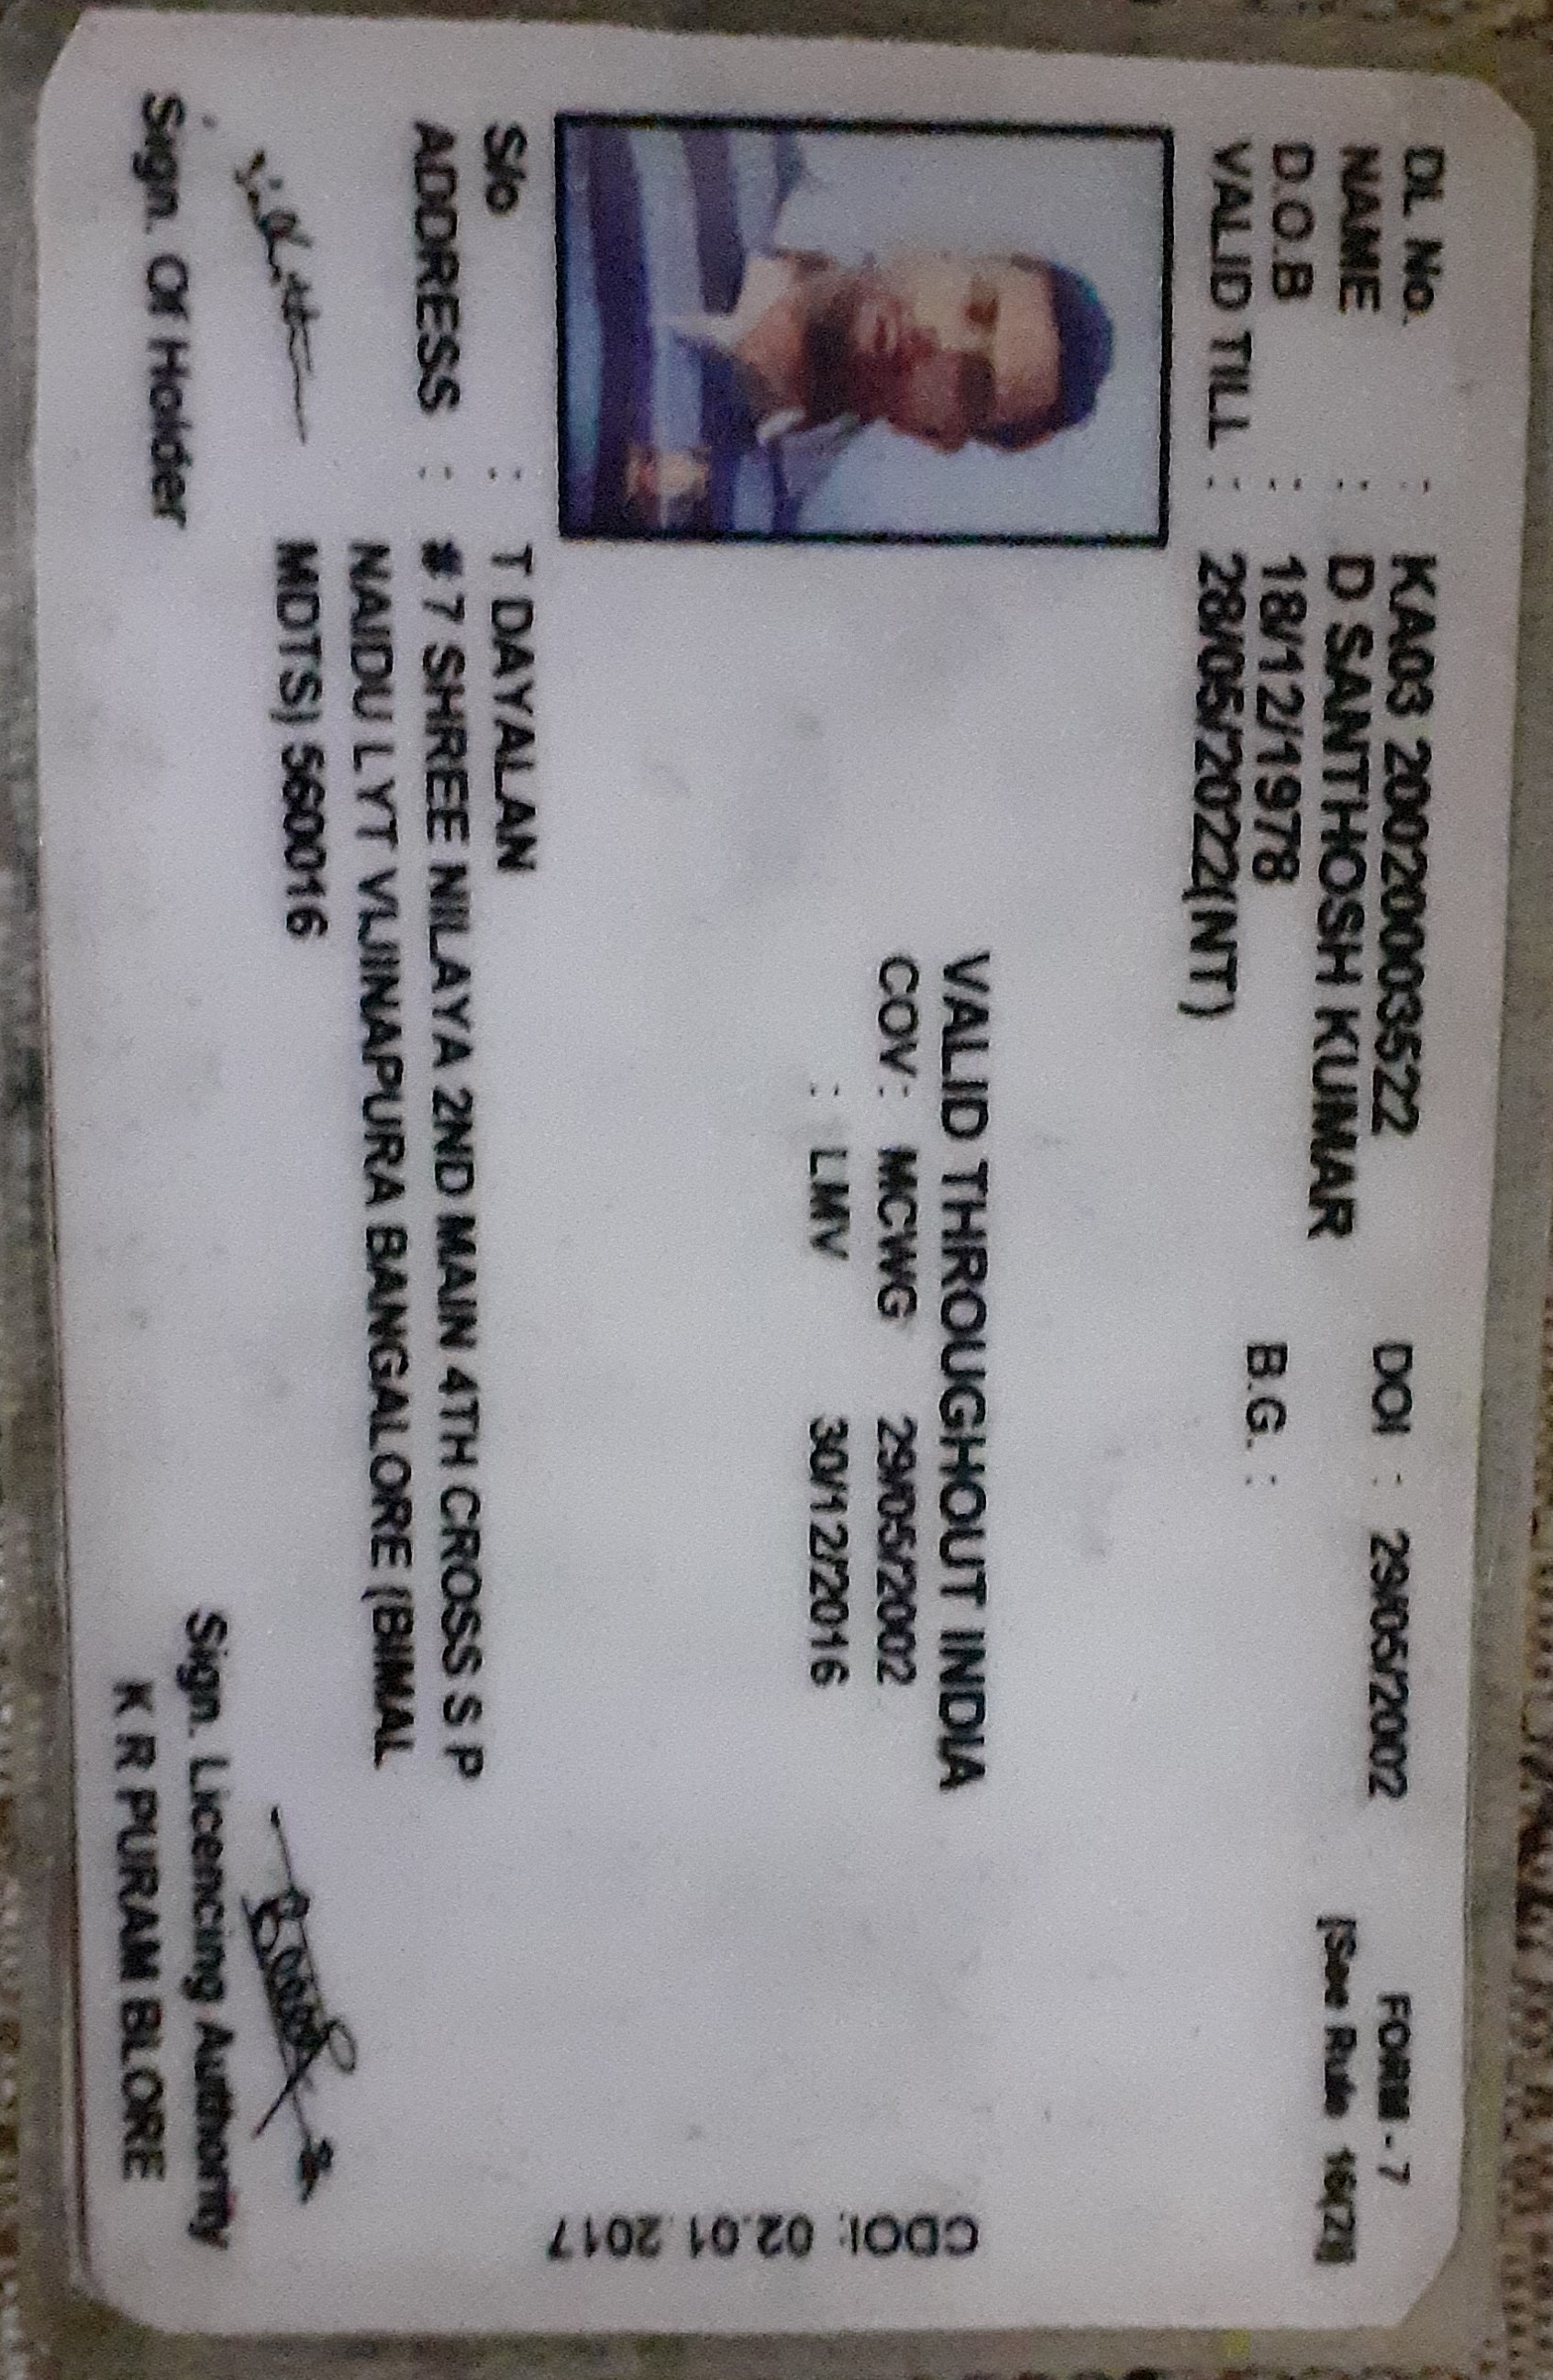 DL No. : KA03 20020003522 DOI : 29/05/2002 FORM - 7
NAME : D SANTHOSH KUMAR [See Rule 16(2)]
D.O.B : 18/12/1978 B.G. :
VALID TILL : 28/05/2022(NT)
VALID THROUGHOUT INDIA
COV : MCWG 29/05/2002
: LMV 30/12/2016
CDOI: 02.01.2017
S/o : T DAYALAN
ADDRESS : # 7 SHREE NILAYA 2ND MAIN 4TH CROSS S P
NAIDU LYT VIJINAPURA BANGALORE (BIMAL
MDTS) 560016
Sign. Licencing Authority
Sign. Of Holder K R PURAM BLORE